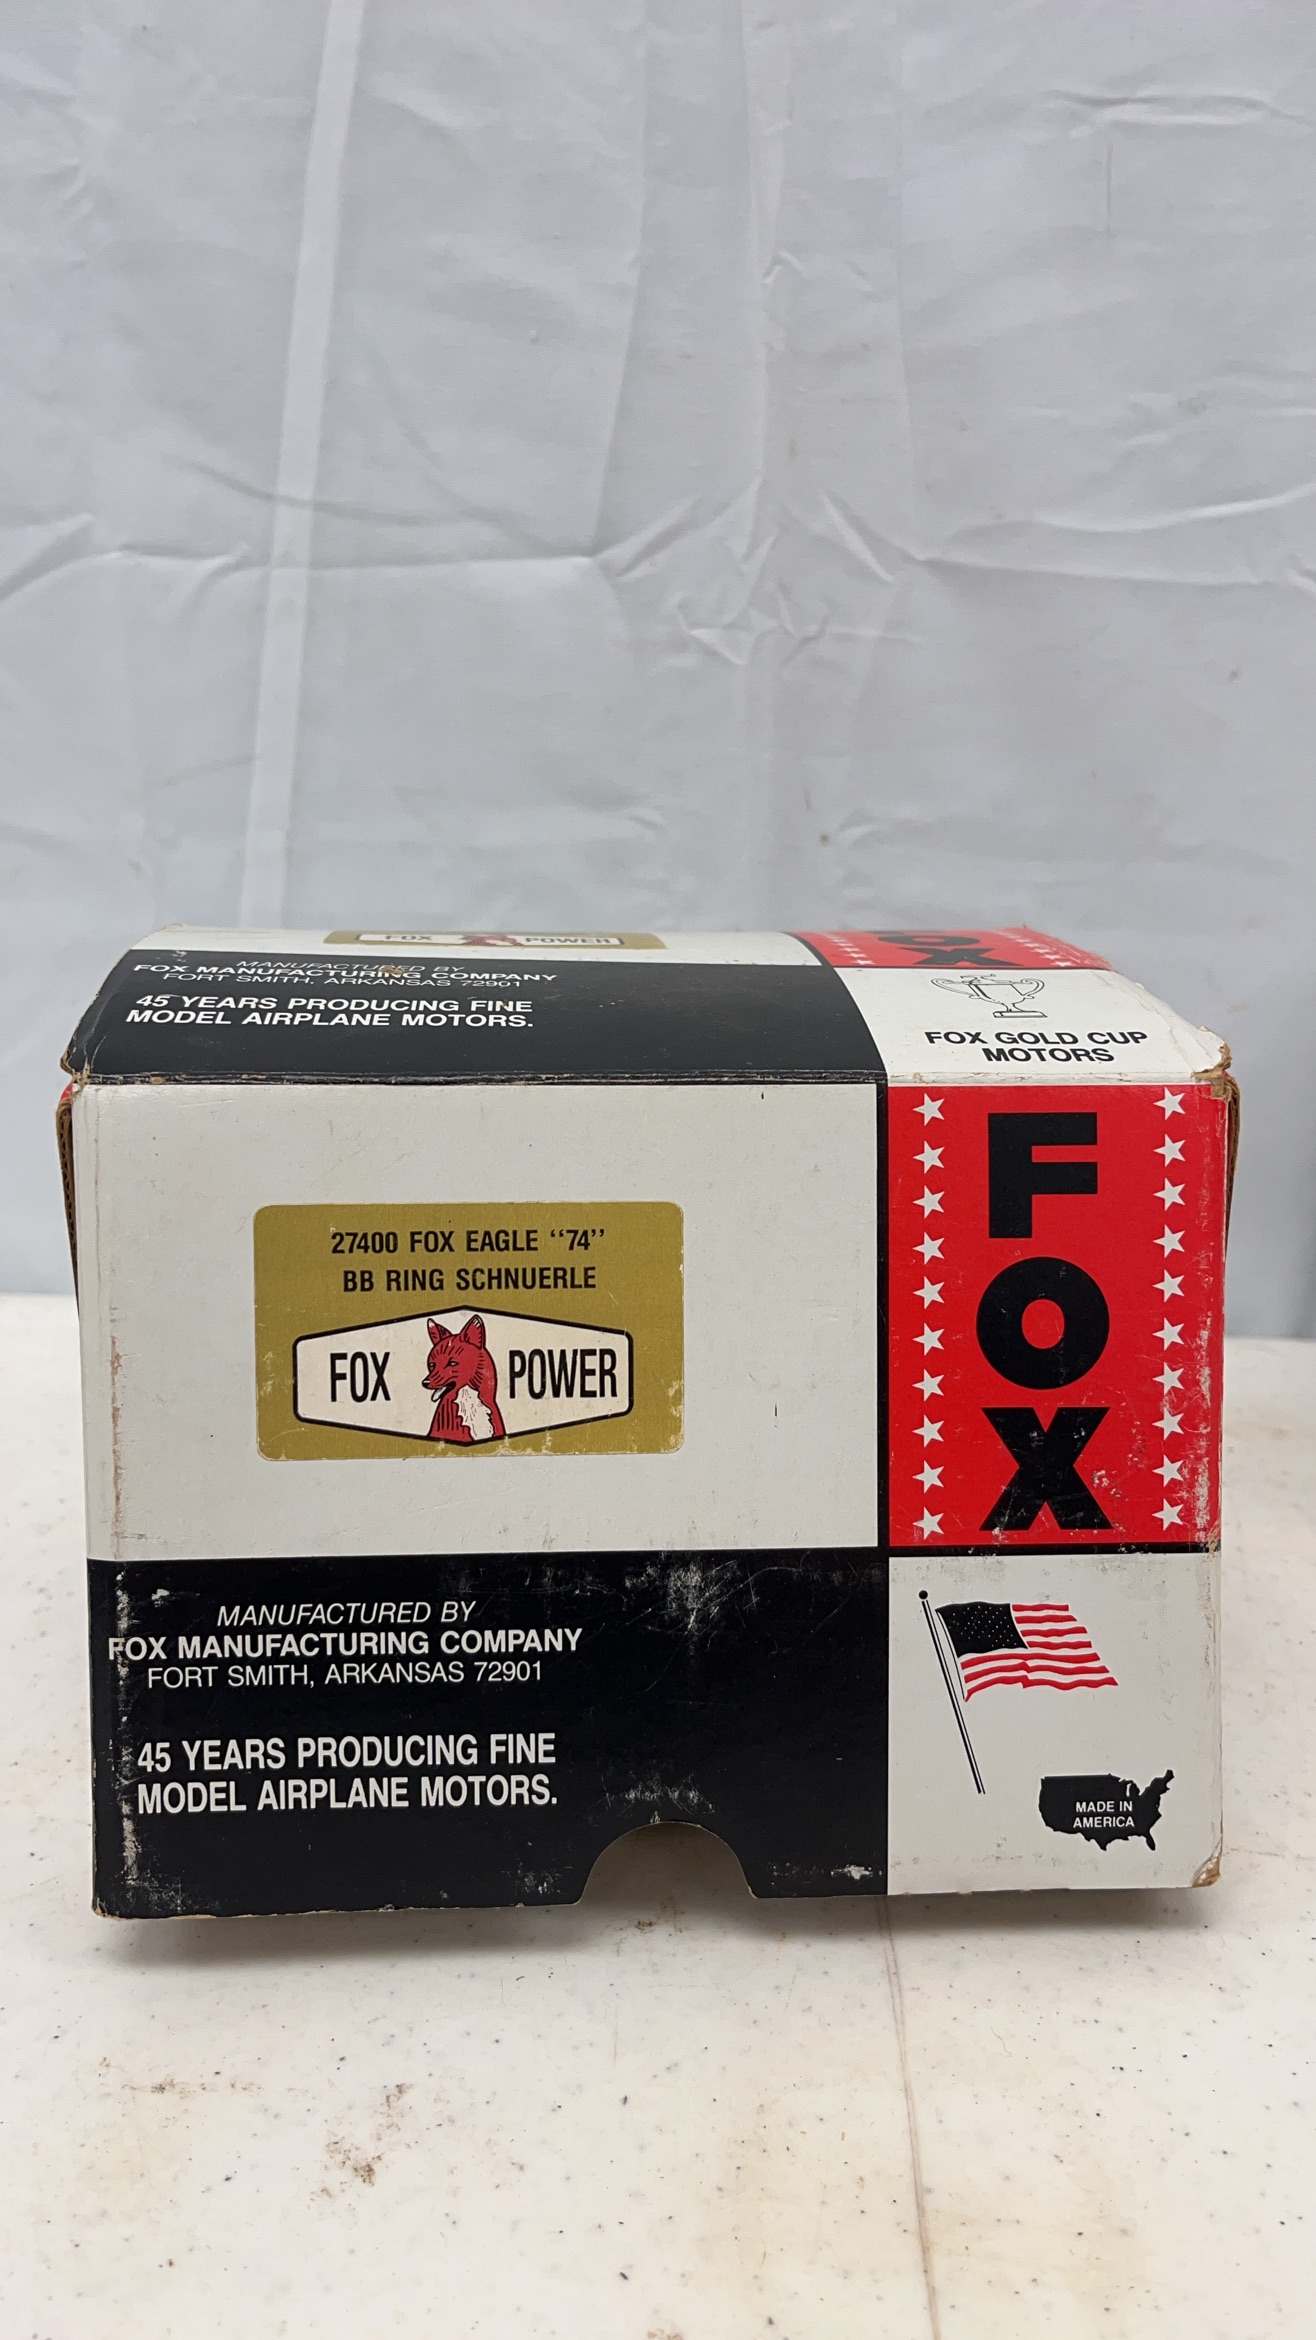 FOX POWER
FOX
MANUFACTURED BY
FOX MANUFACTURING COMPANY
FORT SMITH, ARKANSAS 72901
45 YEARS PRODUCING FINE
MODEL AIRPLANE MOTORS.
FOX GOLD CUP
MOTORS
27400 FOX EAGLE “74”
BB RING SCHNUERLE
FOX POWER
FOX
MANUFACTURED BY
FOX MANUFACTURING COMPANY
FORT SMITH, ARKANSAS 72901
45 YEARS PRODUCING FINE
MODEL AIRPLANE MOTORS.
MADE IN
AMERICA